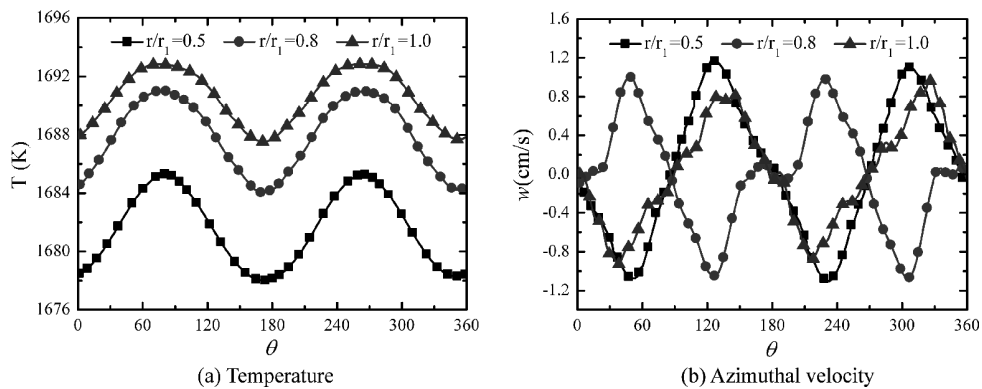 1696
1692
1688
1684
1680
1676
T (K)
r/r1=0.5 r/r1=0.8 r/r1=1.0
0 60 120 180 240 300 360
θ
(a) Temperature
1.6
1.2
0.8
0.4
0.0
-0.4
-0.8
-1.2
w(cm/s)
r/r1=0.5 r/r1=0.8 r/r1=1.0
0 60 120 180 240 300 360
θ
(b) Azimuthal velocity